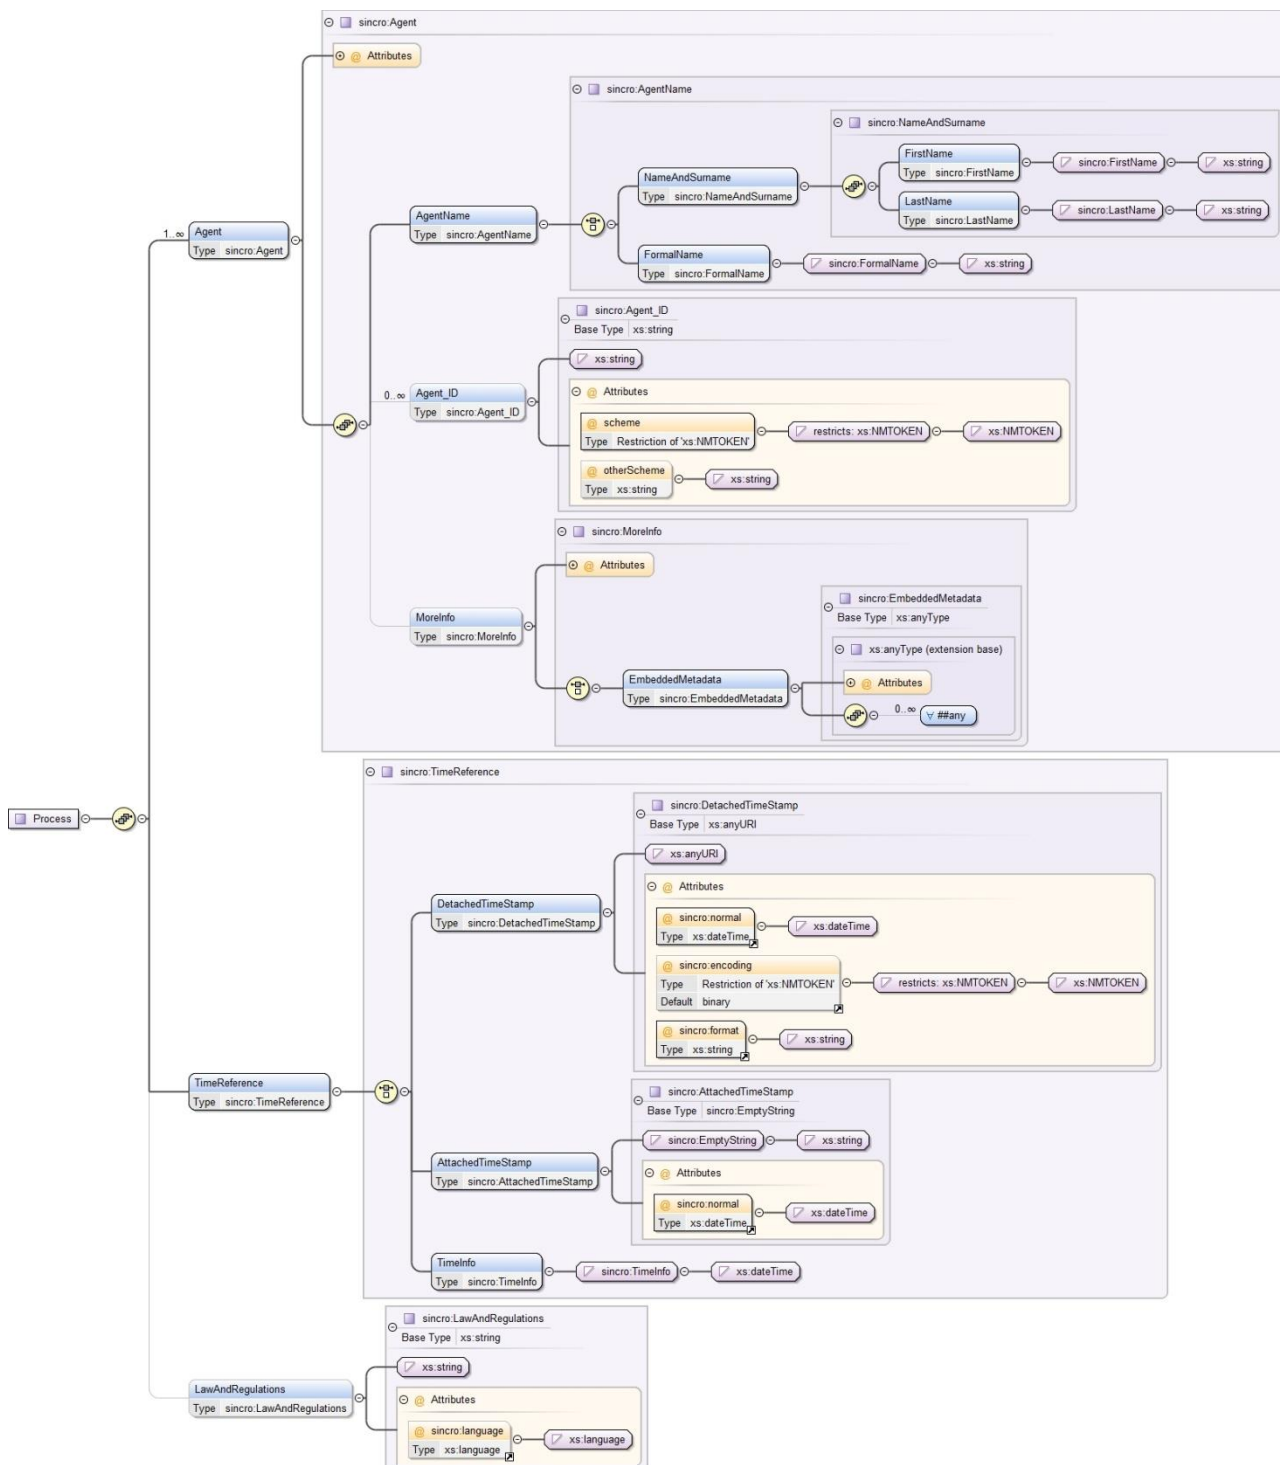 sincro:Agent
@ Attributes
sincro:AgentName
sincro:NameAndSurname
FirstName
Type sincro:FirstName
sincro:FirstName
xs:string
LastName
Type sincro:LastName
sincro:LastName
xs:string
NameAndSurname
Type sincro:NameAndSurname
AgentName
Type sincro:AgentName
1..∞
Agent
Type sincro:Agent
FormalName
Type sincro:FormalName
sincro:FormalName
xs:string
sincro:Agent_ID
Base Type xs:string
xs:string
0..∞
Agent_ID
Type sincro:Agent_ID
@ Attributes
@ scheme
Type Restriction of 'xs:NMTOKEN'
restricts: xs:NMTOKEN
xs:NMTOKEN
@ otherScheme
Type xs:string
xs:string
sincro:MoreInfo
@ Attributes
MoreInfo
Type sincro:MoreInfo
sincro:EmbeddedMetadata
Base Type xs:anyType
xs:anyType (extension base)
@ Attributes
EmbeddedMetadata
Type sincro:EmbeddedMetadata
0..∞
∀ ##any
Process
sincro:TimeReference
sincro:DetachedTimeStamp
Base Type xs:anyURI
xs:anyURI
@ Attributes
DetachedTimeStamp
Type sincro:DetachedTimeStamp
@ sincro:normal
Type xs:dateTime
xs:dateTime
@ sincro:encoding
Type Restriction of 'xs:NMTOKEN'
Default binary
restricts: xs:NMTOKEN
xs:NMTOKEN
@ sincro:format
Type xs:string
xs:string
TimeReference
Type sincro:TimeReference
sincro:AttachedTimeStamp
Base Type sincro:EmptyString
sincro:EmptyString
xs:string
AttachedTimeStamp
Type sincro:AttachedTimeStamp
@ Attributes
@ sincro:normal
Type xs:dateTime
xs:dateTime
TimeInfo
Type sincro:TimeInfo
sincro:TimeInfo
xs:dateTime
sincro:LawAndRegulations
Base Type xs:string
xs:string
LawAndRegulations
Type sincro:LawAndRegulations
@ Attributes
@ sincro:language
Type xs:language
xs:language